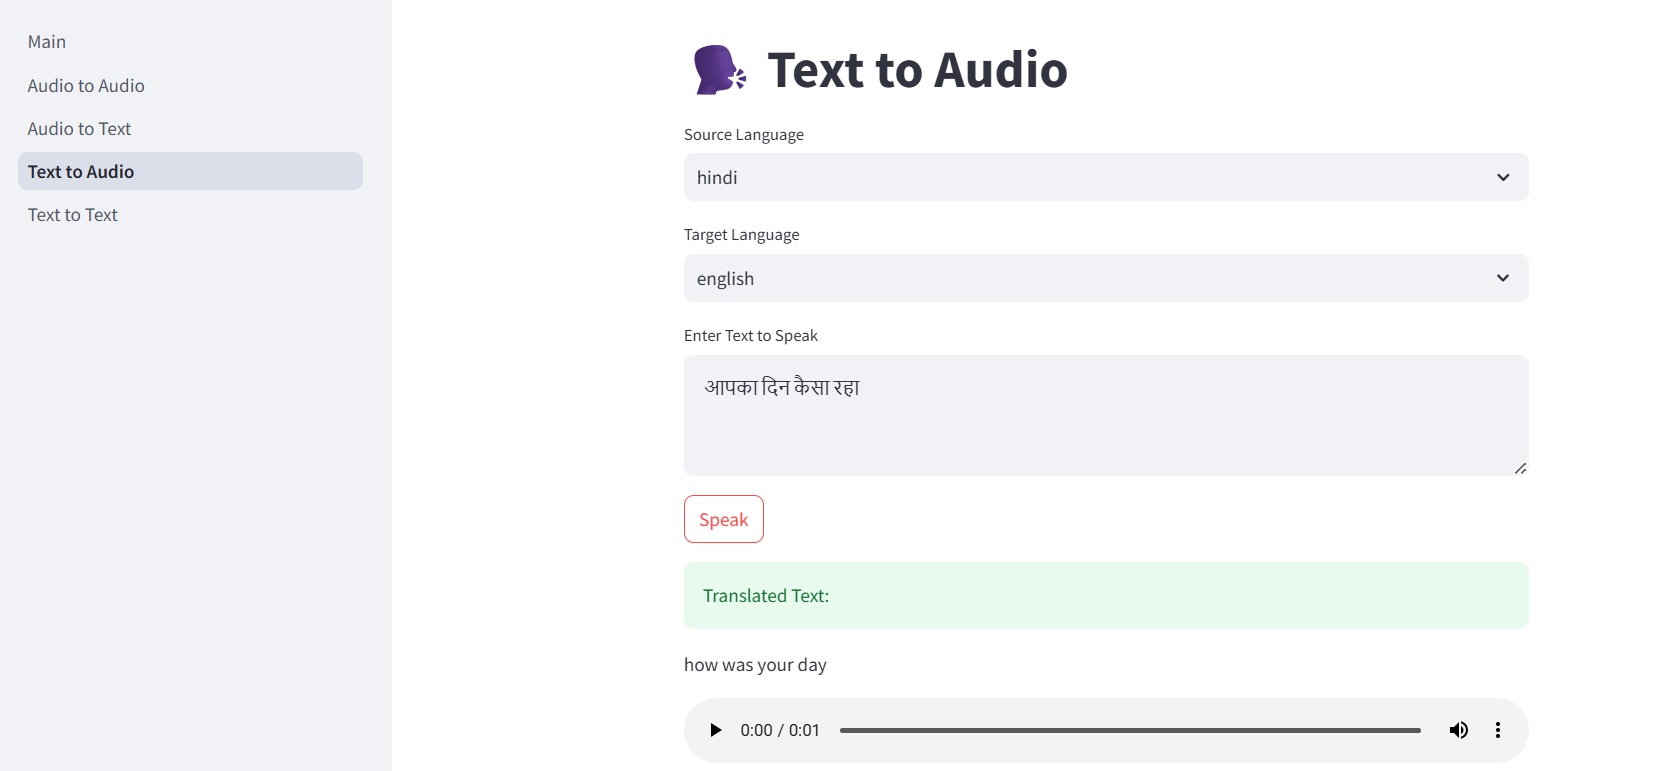 Main
Audio to Audio
Audio to Text
Text to Audio
Text to Text
Text to Audio
Source Language
hindi
Target Language
english
Enter Text to Speak
आपका दिन कैसा रहा
Speak
Translated Text:
how was your day
0:00 / 0:01